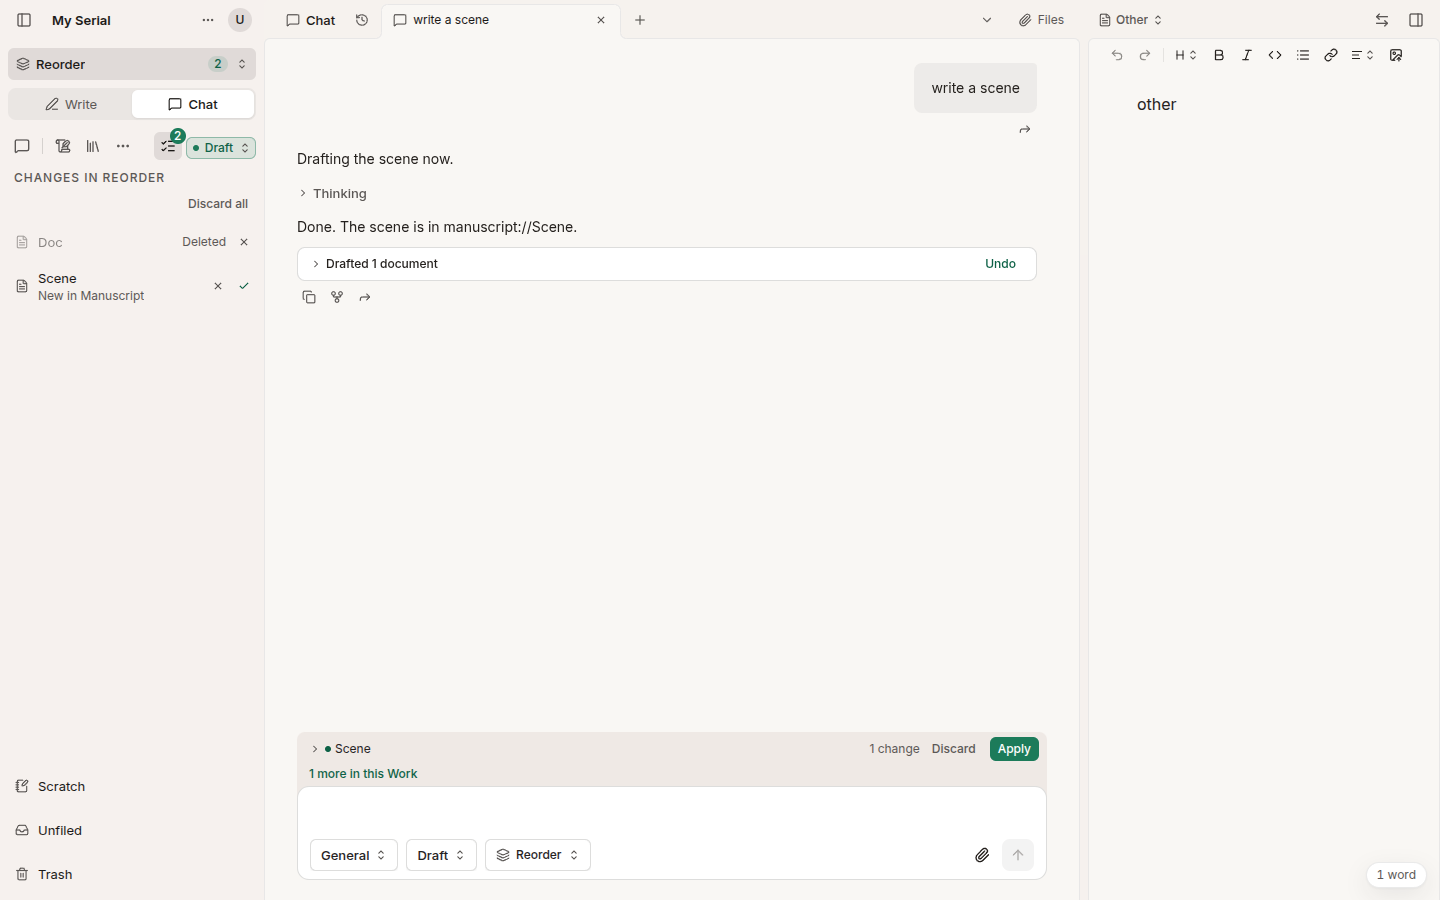 My Serial
U
Chat
write a scene
Files
Other
Reorder
2
Write
Chat
2
Draft
CHANGES IN REORDER
Discard all
Doc
Deleted
Scene
New in Manuscript
Scratch
Unfiled
Trash
write a scene
Drafting the scene now.
Thinking
Done. The scene is in manuscript://Scene.
Drafted 1 document
Undo
Scene
1 change
Discard
Apply
1 more in this Work
General
Draft
Reorder
H
B
I
other
1 word